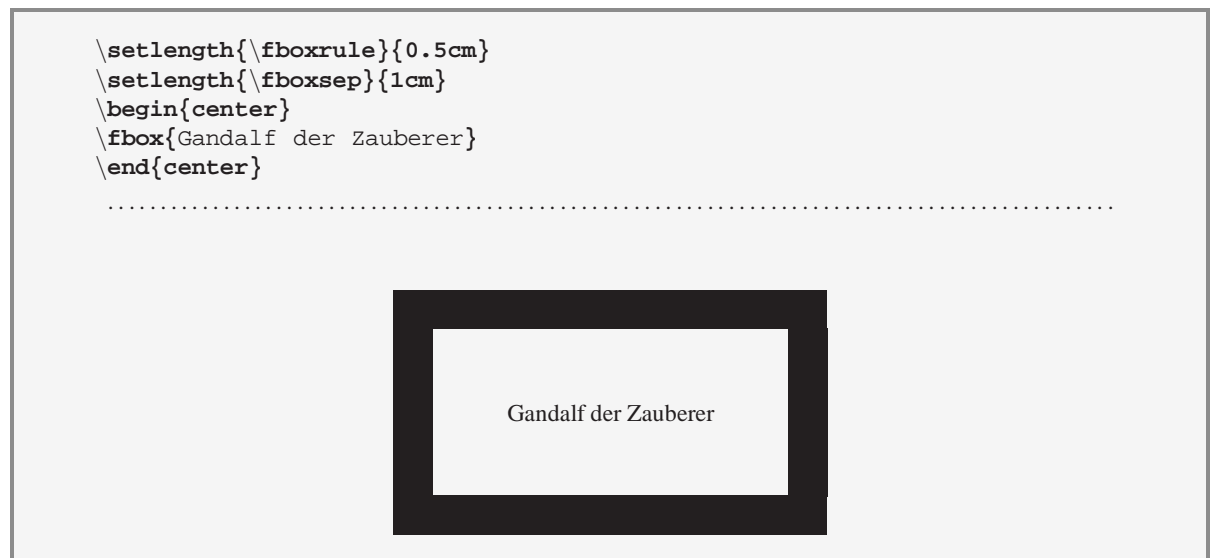 \setlength{\fboxrule}{0.5cm}
\setlength{\fboxsep}{1cm}
\begin{center}
\fbox{Gandalf der Zauberer}
\end{center}
Gandalf der Zauberer